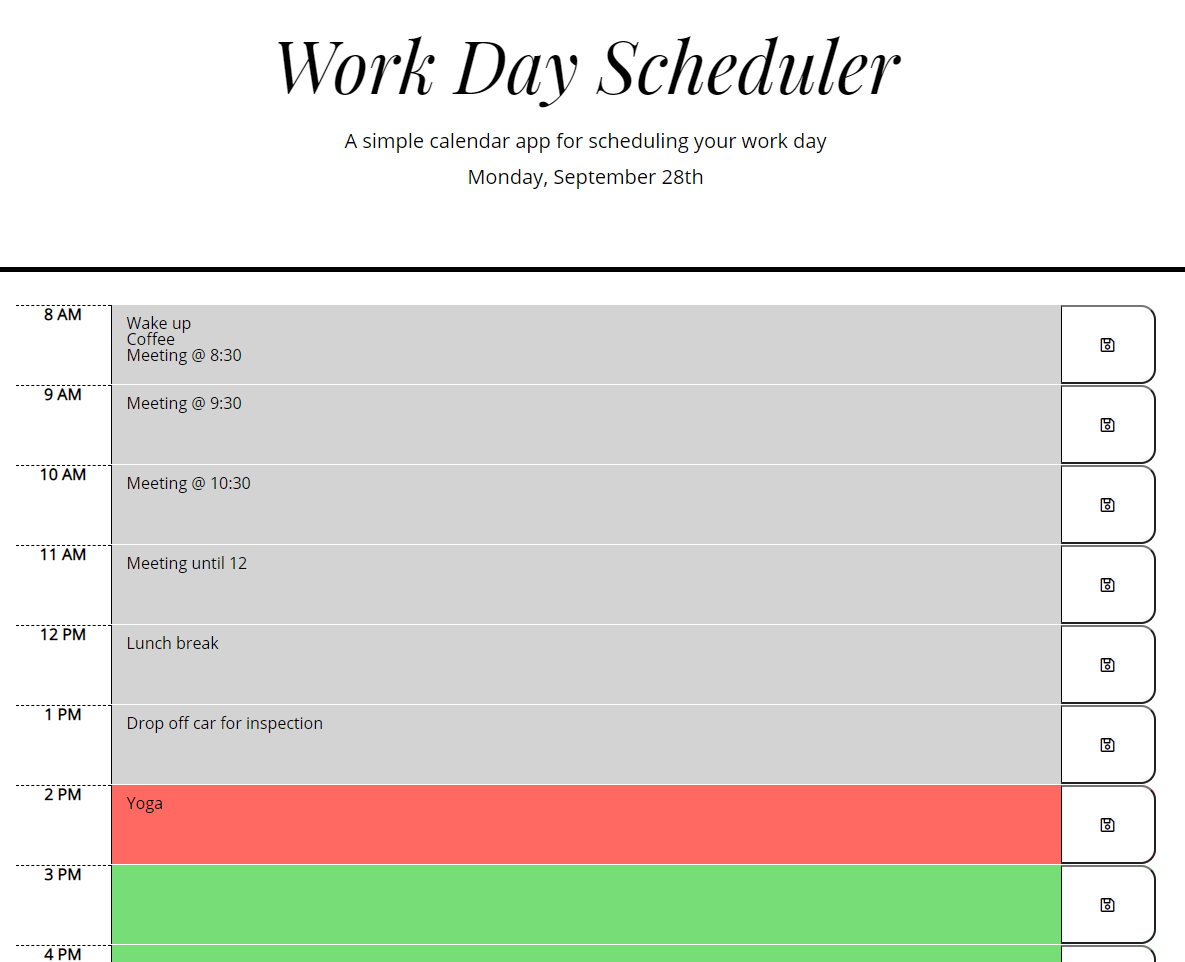 Work Day Scheduler
A simple calendar app for scheduling your work day
Monday, September 28th
8 AM
Wake up
Coffee
Meeting @ 8:30
9 AM
Meeting @ 9:30
10 AM
Meeting @ 10:30
11 AM
Meeting until 12
12 PM
Lunch break
1 PM
Drop off car for inspection
2 PM
Yoga
3 PM
4 PM